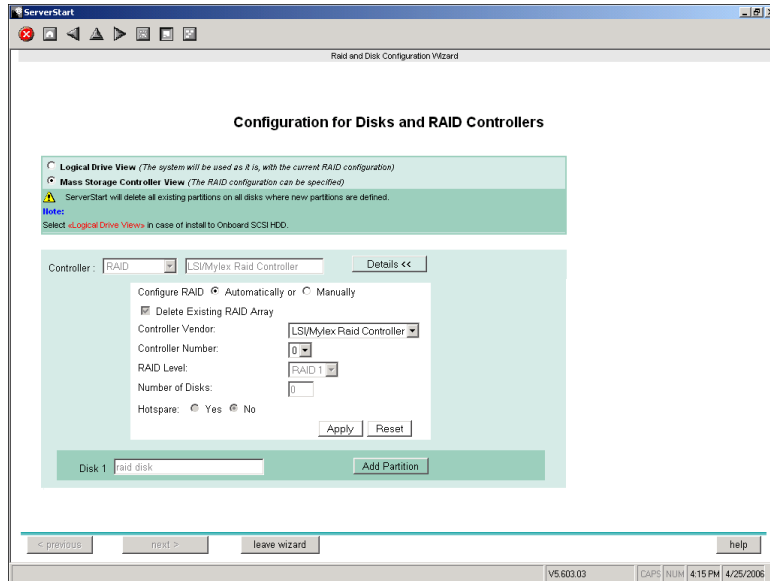 ServerStart
Raid and Disk Configuration Wizard
Configuration for Disks and RAID Controllers
Logical Drive View (The system will be used as it is, with the current RAID configuration)
Mass Storage Controller View (The RAID configuration can be specified)
ServerStart will delete all existing partitions on all disks where new partitions are defined.
Note:
Select «Logical Drive View» in case of install to Onboard SCSI HDD.
Controller : RAID LSI/Mylex Raid Controller Details <<
Configure RAID Automatically or Manually
Delete Existing RAID Array
Controller Vendor: LSI/Mylex Raid Controller
Controller Number: 0
RAID Level: RAID 1
Number of Disks: 0
Hotspare: Yes No
Apply Reset
Disk 1 raid disk Add Partition
< previous next > leave wizard help
V5.603.03 CAPS NUM 4:15 PM 4/25/2006